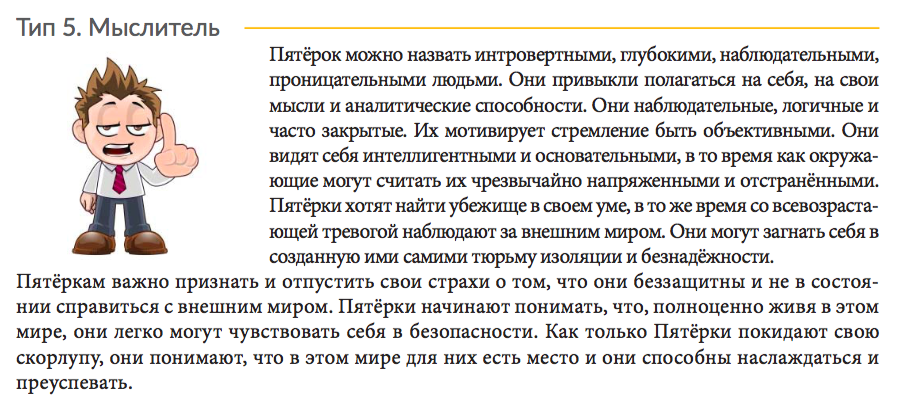 Тип 5. Мыслитель
Пятёрок можно назвать интровертными, глубокими, наблюдательными,
проницательными людьми. Они привыкли полагаться на себя, на свои
мысли и аналитические способности. Они наблюдательные, логичные и
часто закрытые. Их мотивирует стремление быть объективными. Они
видят себя интеллигентными и основательными, в то время как окружа-
ющие могут считать их чрезвычайно напряженными и отстранёнными.
Пятёрки хотят найти убежище в своем уме, в то же время со всевозраста-
ющей тревогой наблюдают за внешним миром. Они могут загнать себя в
созданную ими самими тюрьму изоляции и безнадёжности.
Пятёркам важно признать и отпустить свои страхи о том, что они беззащитны и не в состоя-
нии справиться с внешним миром. Пятёрки начинают понимать, что, полноценно живя в этом
мире, они легко могут чувствовать себя в безопасности. Как только Пятёрки покидают свою
скорлупу, они понимают, что в этом мире для них есть место и они способны наслаждаться и
преуспевать.